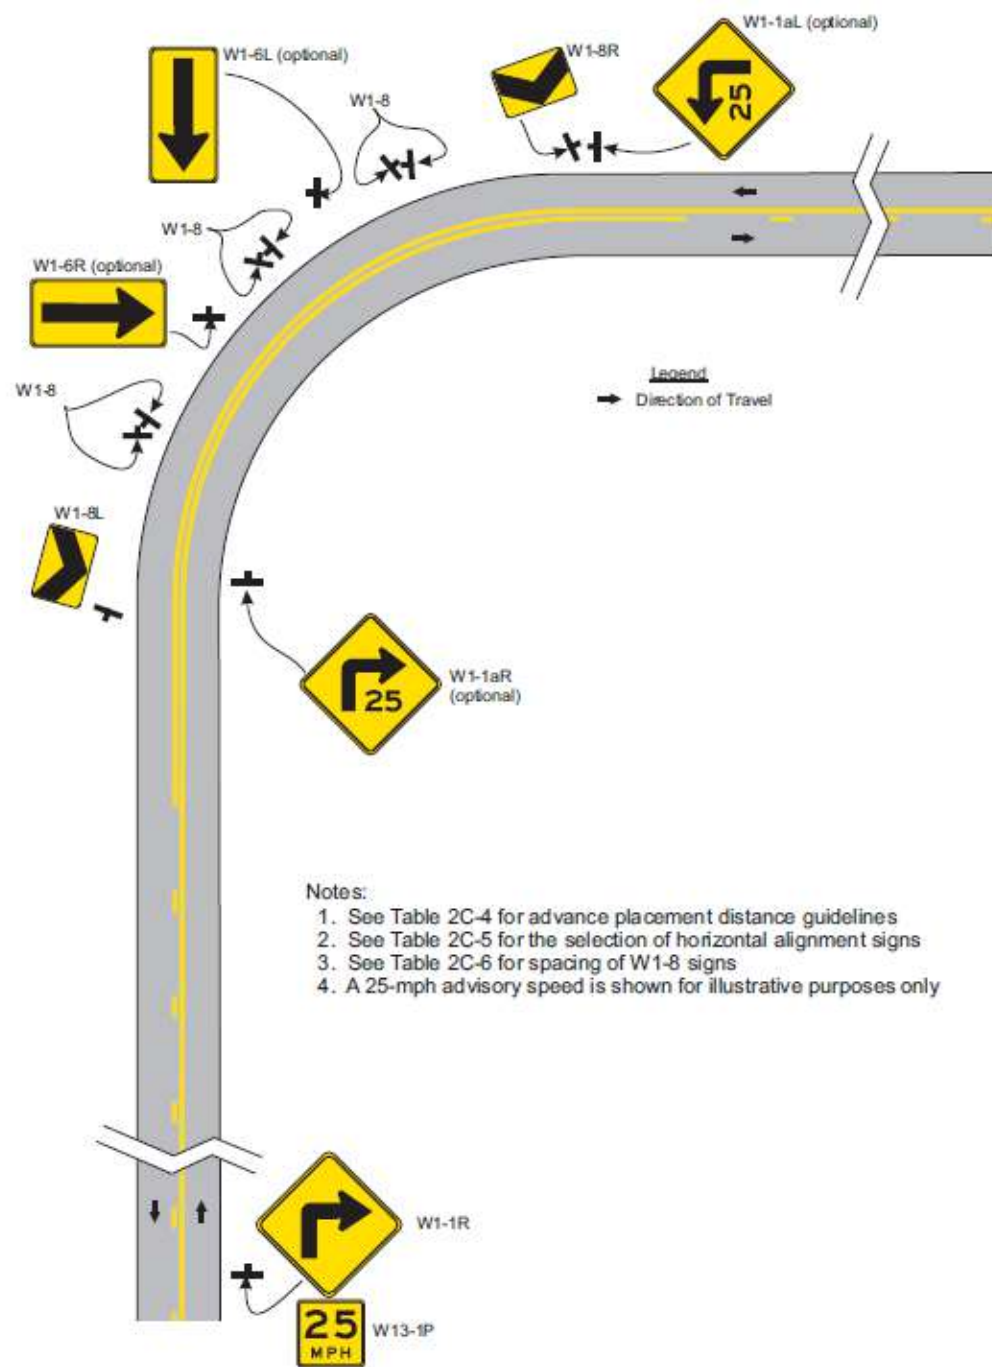 W1-1aL (optional)
25
W1-8R
W1-6L (optional)
W1-8
W1-8
W1-6R (optional)
W1-8
Legend
Direction of Travel
W1-8L
25
W1-1aR
(optional)
Notes:
1. See Table 2C-4 for advance placement distance guidelines
2. See Table 2C-5 for the selection of horizontal alignment signs
3. See Table 2C-6 for spacing of W1-8 signs
4. A 25-mph advisory speed is shown for illustrative purposes only
W1-1R
25
MPH
W13-1P